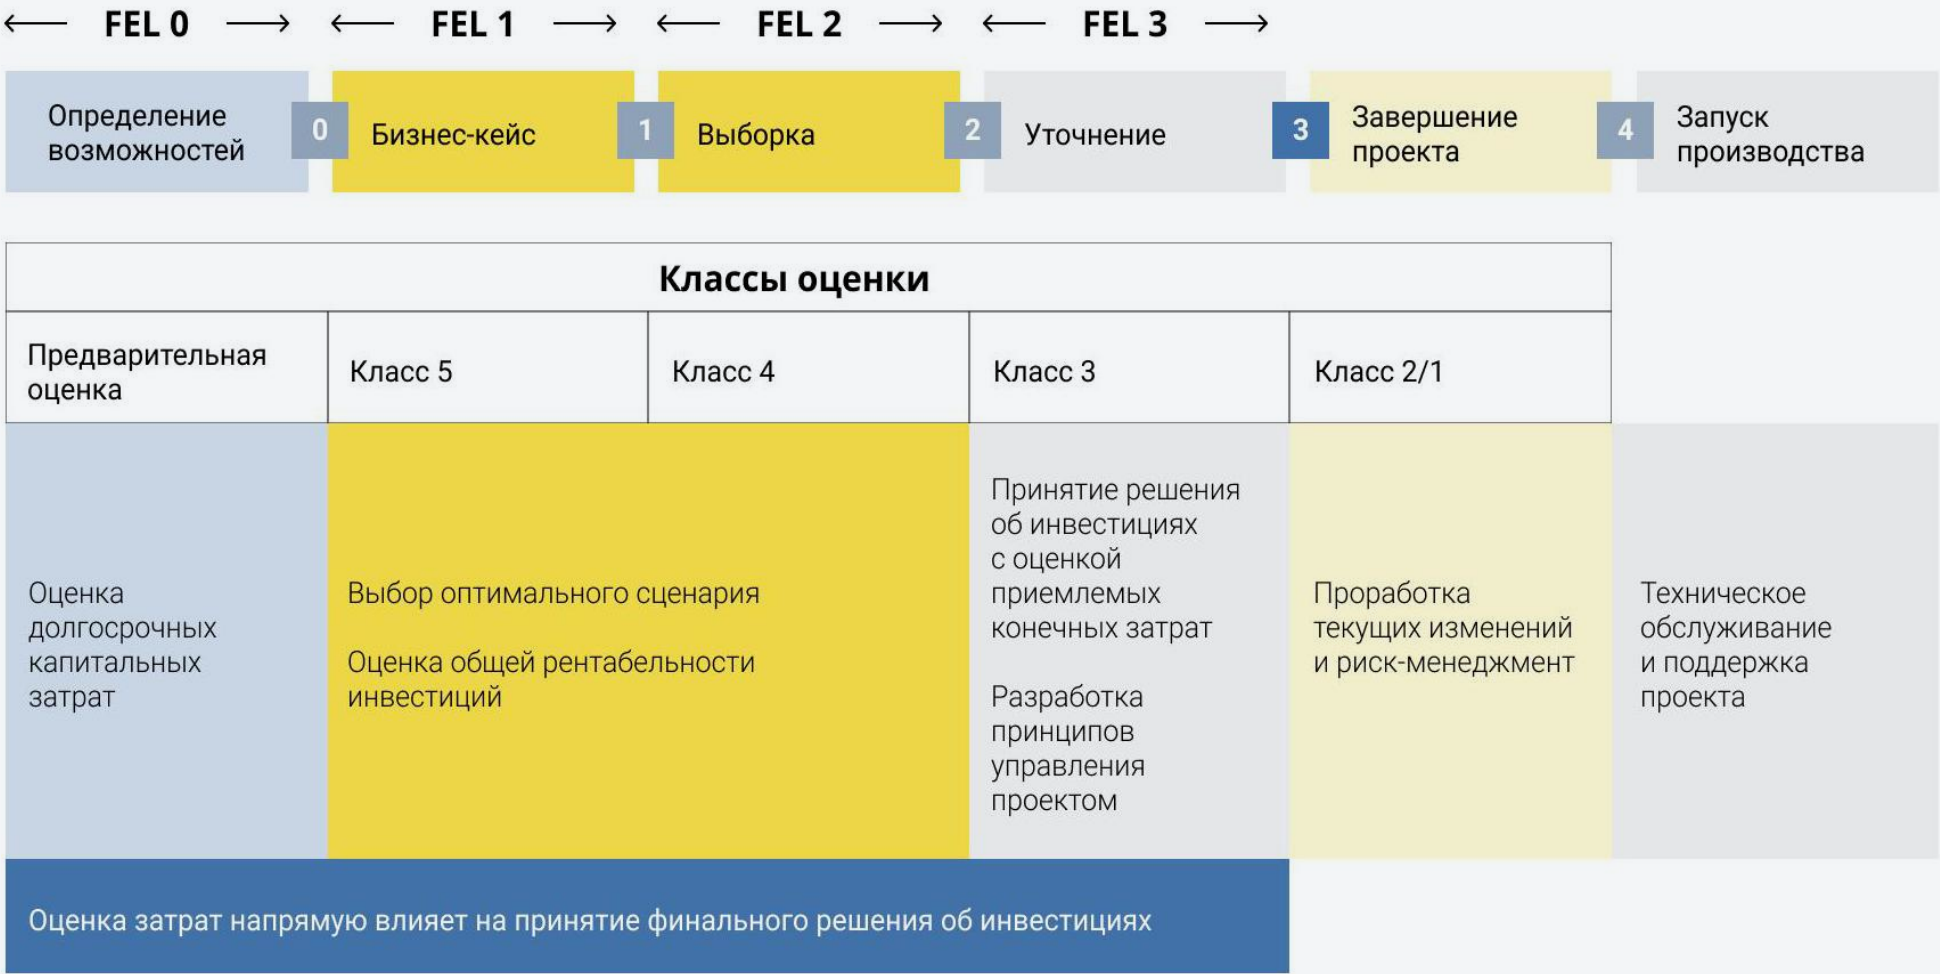 FEL 0
FEL 1
FEL 2
FEL 3
Определение
возможностей
0
Бизнес-кейс
1
Выборка
2
Уточнение
3
Завершение
проекта
4
Запуск
производства
Классы оценки
Предварительная
оценка
Класс 5
Класс 4
Класс 3
Класс 2/1
Оценка
долгосрочных
капитальных
затрат
Выбор оптимального сценария
Оценка общей рентабельности
инвестиций
Принятие решения
об инвестициях
с оценкой
приемлемых
конечных затрат
Разработка
принципов
управления
проектом
Проработка
текущих изменений
и риск-менеджмент
Техническое
обслуживание
и поддержка
проекта
Оценка затрат напрямую влияет на принятие финального решения об инвестициях